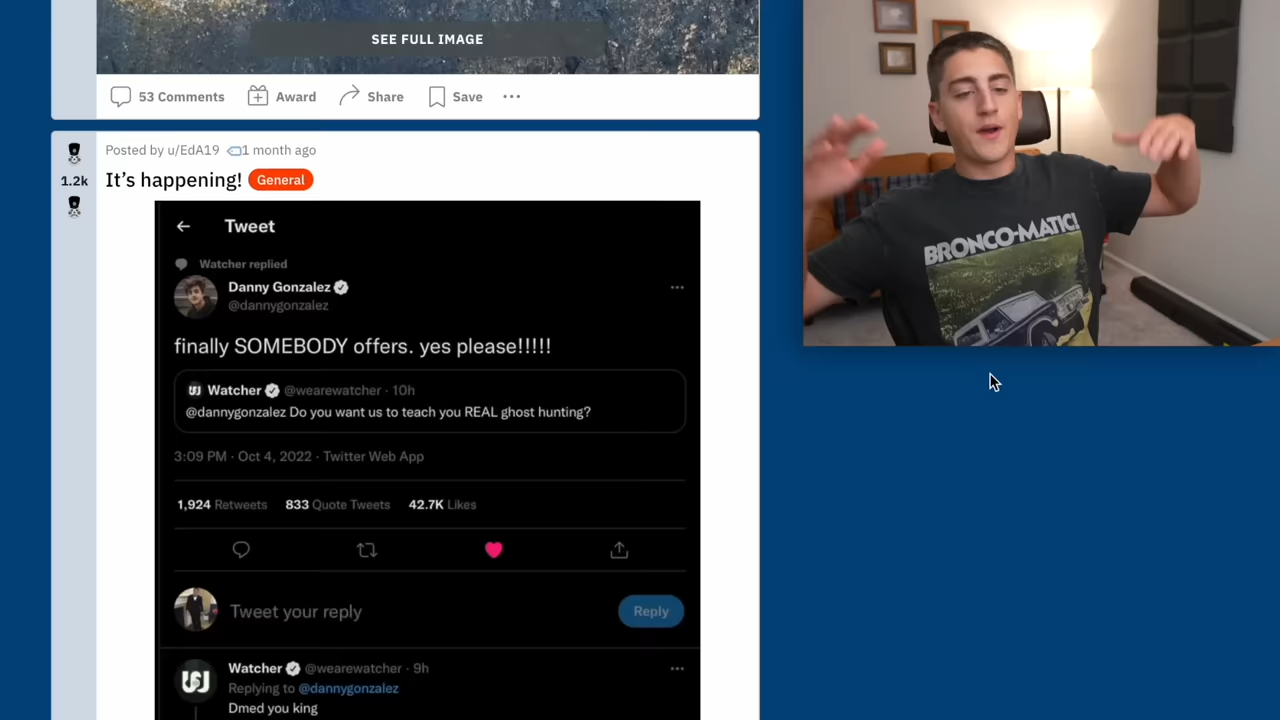 SEE FULL IMAGE
53 Comments Award Share Save
Posted by u/EdA19 1 month ago
1.2k
It's happening! General
Tweet
Watcher replied
Danny Gonzalez
@dannygonzalez
finally SOMEBODY offers. yes please!!!!!
Watcher @wearewatcher · 10h
@dannygonzalez Do you want us to teach you REAL ghost hunting?
3:09 PM · Oct 4, 2022 · Twitter Web App
1,924 Retweets 833 Quote Tweets 42.7K Likes
Tweet your reply Reply
Watcher @wearewatcher · 9h
Replying to @dannygonzalez
Dmed you king
BRONCO-MATIC!